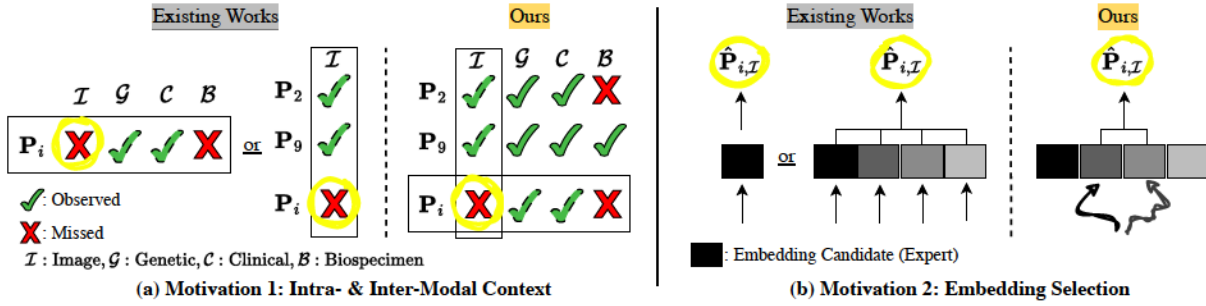 Existing Works
Ours
I
I G C B
P2
I G C B
P2
P9
P9
Pi
or
Pi
Pi
: Observed
: Missed
I : Image, G : Genetic, C : Clinical, B : Biospecimen
(a) Motivation 1: Intra- & Inter-Modal Context
Existing Works
Ours
P̂i,I
P̂i,I
P̂i,I
or
: Embedding Candidate (Expert)
(b) Motivation 2: Embedding Selection